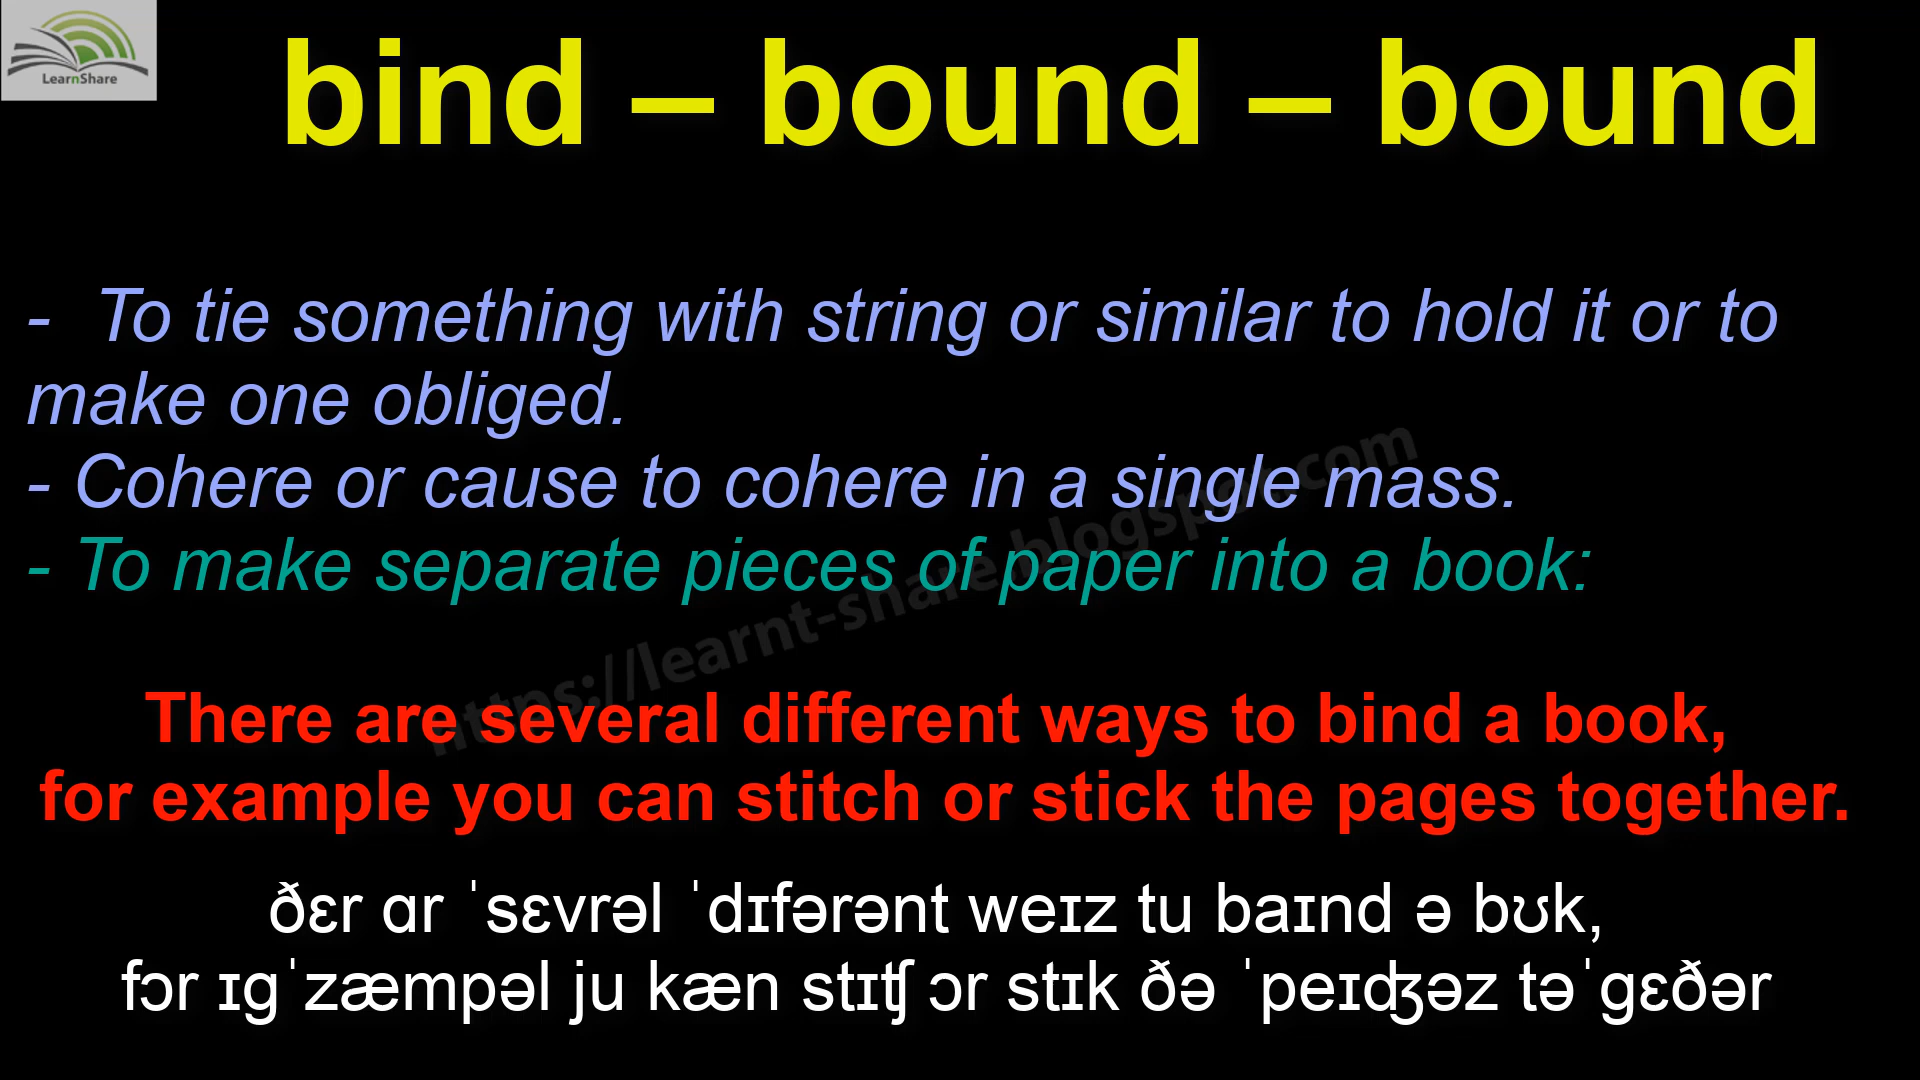 LearnShare
bind – bound – bound
- To tie something with string or similar to hold it or to
make one obliged.
- Cohere or cause to cohere in a single mass.
- To make separate pieces of paper into a book:
https://learnt-share.blogspot.com
There are several different ways to bind a book,
for example you can stitch or stick the pages together.
ðɛr ɑr ˈsɛvrəl ˈdɪfərənt weɪz tu baɪnd ə bʊk,
fɔr ɪgˈzæmpəl ju kæn stɪʧ ɔr stɪk ðə ˈpeɪʤəz təˈgɛðər